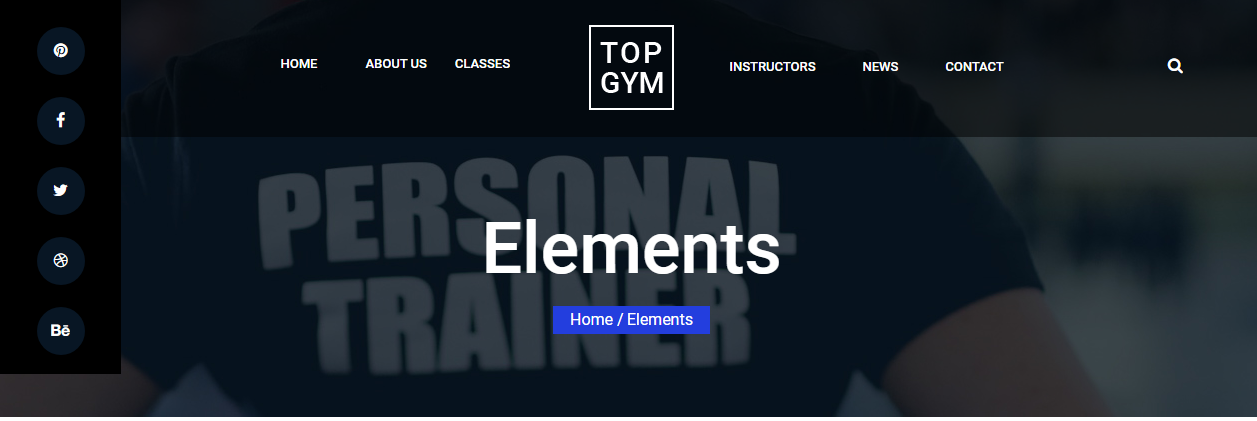 HOME
ABOUT US
CLASSES
TOP
GYM
INSTRUCTORS
NEWS
CONTACT
PERSONAL
TRAINER
Elements
Home / Elements
Bē